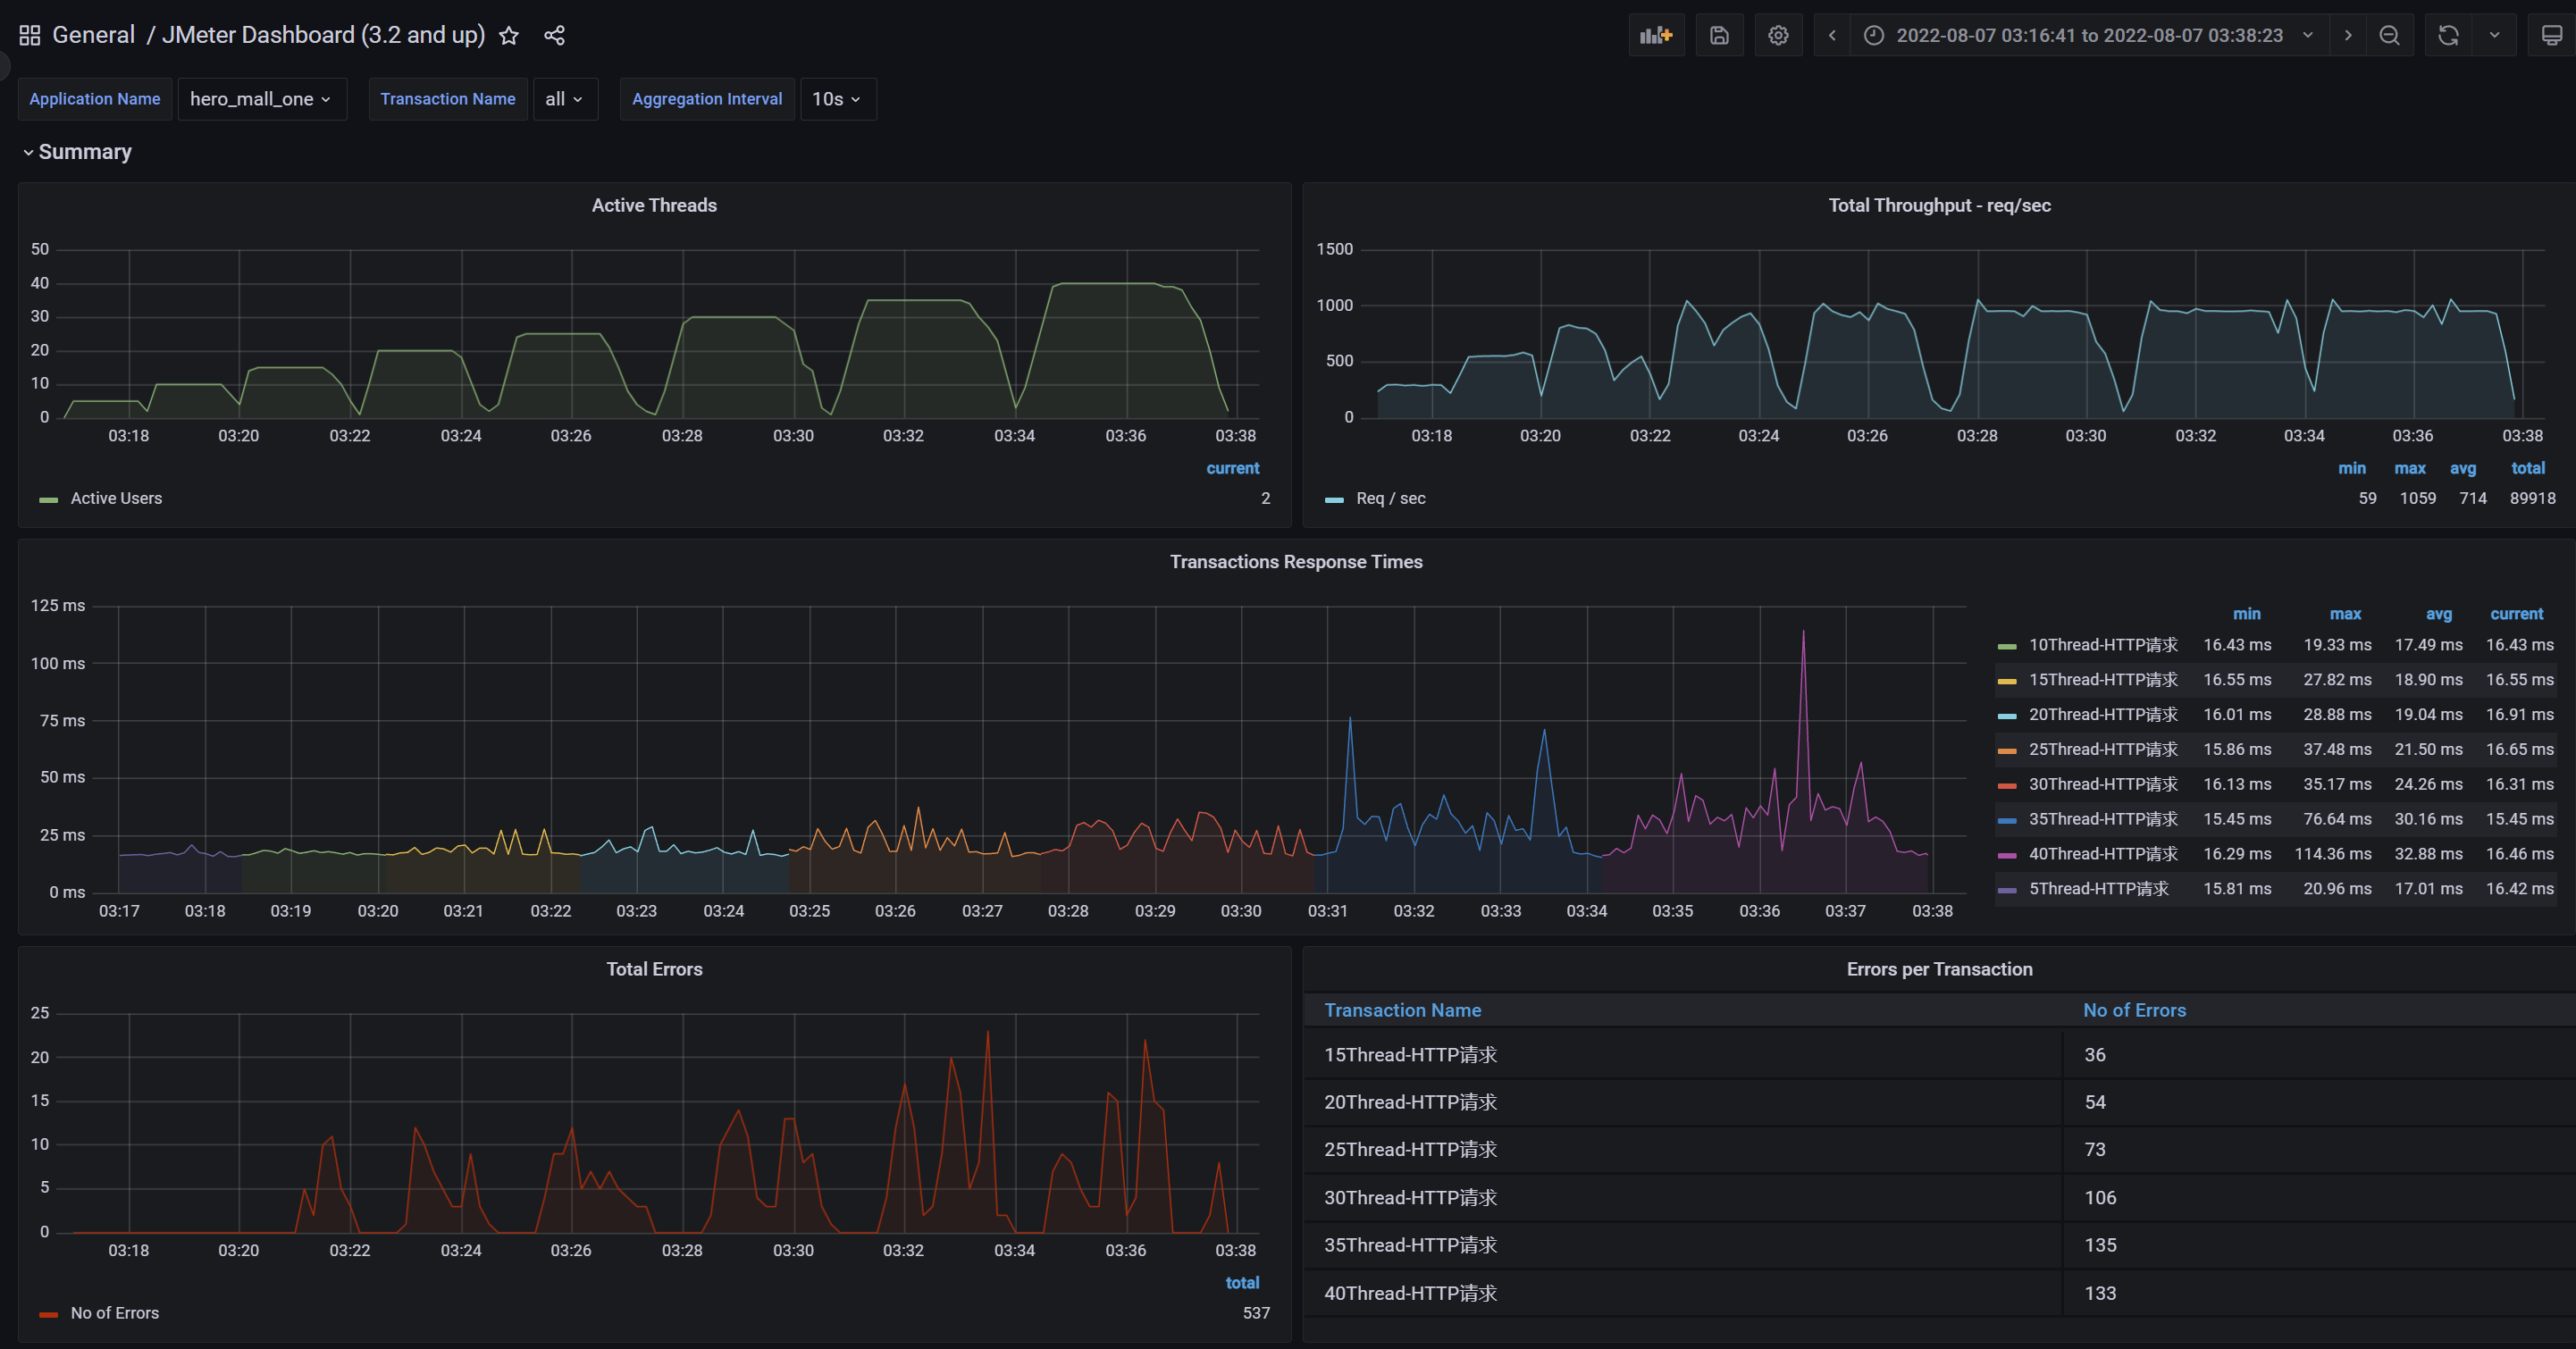 General / JMeter Dashboard (3.2 and up)
2022-08-07 03:16:41 to 2022-08-07 03:38:23
Application Name hero_mall_one Transaction Name all Aggregation Interval 10s
Summary
Active Threads
50
40
30
20
10
0
03:18 03:20 03:22 03:24 03:26 03:28 03:30 03:32 03:34 03:36 03:38
current
Active Users 2
Total Throughput - req/sec
1500
1000
500
0
03:18 03:20 03:22 03:24 03:26 03:28 03:30 03:32 03:34 03:36 03:38
min max avg total
Req / sec 59 1059 714 89918
Transactions Response Times
125 ms
100 ms
75 ms
50 ms
25 ms
0 ms
03:17 03:18 03:19 03:20 03:21 03:22 03:23 03:24 03:25 03:26 03:27 03:28 03:29 03:30 03:31 03:32 03:33 03:34 03:35 03:36 03:37 03:38
min max avg current
10Thread-HTTP请求 16.43 ms 19.33 ms 17.49 ms 16.43 ms
15Thread-HTTP请求 16.55 ms 27.82 ms 18.90 ms 16.55 ms
20Thread-HTTP请求 16.01 ms 28.88 ms 19.04 ms 16.91 ms
25Thread-HTTP请求 15.86 ms 37.48 ms 21.50 ms 16.65 ms
30Thread-HTTP请求 16.13 ms 35.17 ms 24.26 ms 16.31 ms
35Thread-HTTP请求 15.45 ms 76.64 ms 30.16 ms 15.45 ms
40Thread-HTTP请求 16.29 ms 114.36 ms 32.88 ms 16.46 ms
5Thread-HTTP请求 15.81 ms 20.96 ms 17.01 ms 16.42 ms
Total Errors
25
20
15
10
5
0
03:18 03:20 03:22 03:24 03:26 03:28 03:30 03:32 03:34 03:36 03:38
total
No of Errors 537
Errors per Transaction
Transaction Name No of Errors
15Thread-HTTP请求 36
20Thread-HTTP请求 54
25Thread-HTTP请求 73
30Thread-HTTP请求 106
35Thread-HTTP请求 135
40Thread-HTTP请求 133